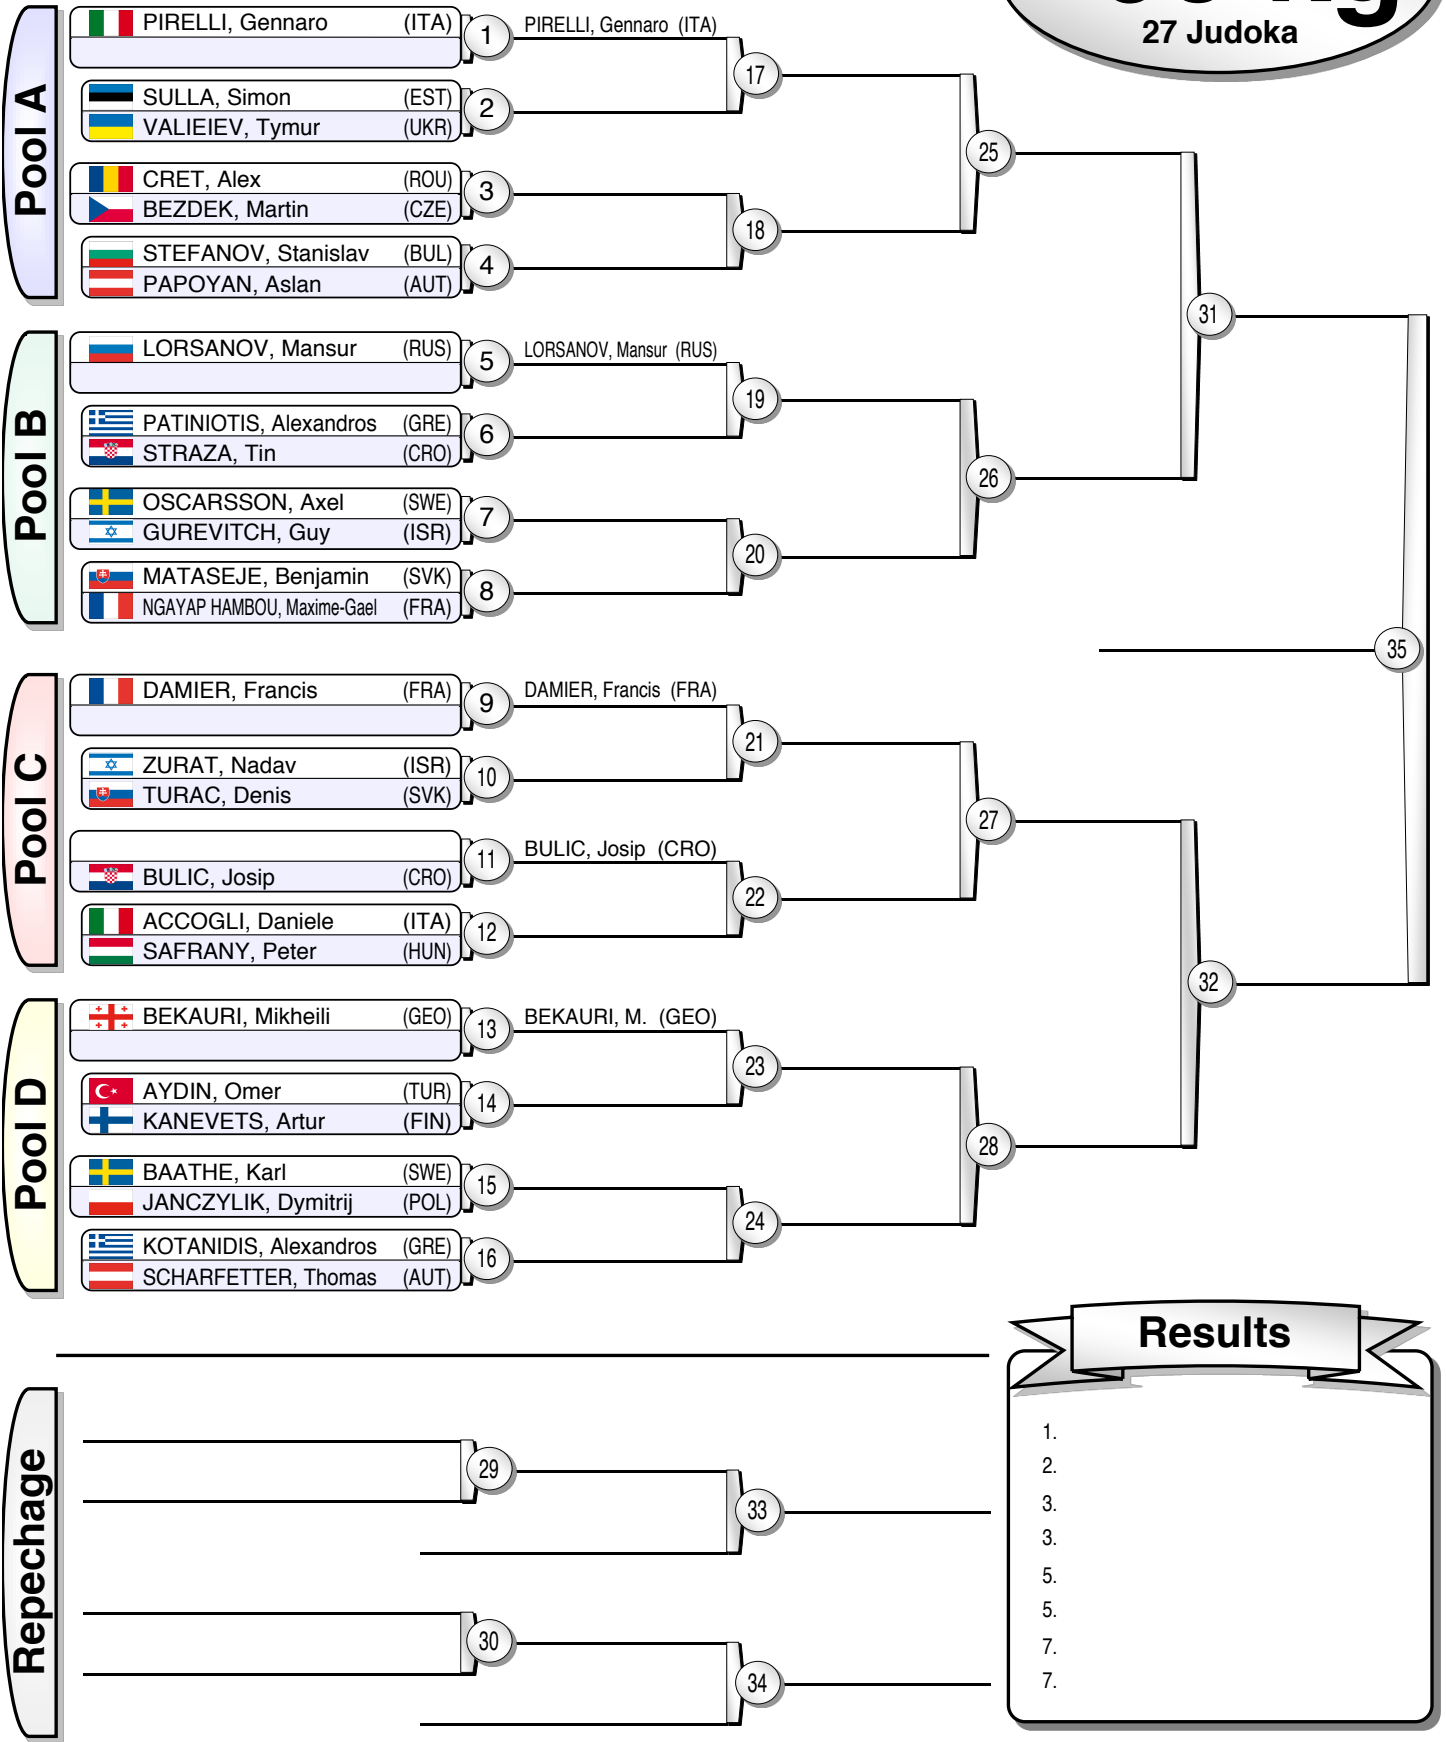 27 Judoka
Pool A
PIRELLI, Gennaro (ITA)
1
PIRELLI, Gennaro (ITA)
17
SULLA, Simon (EST)
2
VALIEIEV, Tymur (UKR)
25
CRET, Alex (ROU)
3
BEZDEK, Martin (CZE)
18
STEFANOV, Stanislav (BUL)
4
PAPOYAN, Aslan (AUT)
31
Pool B
LORSANOV, Mansur (RUS)
5
LORSANOV, Mansur (RUS)
19
PATINIOTIS, Alexandros (GRE)
6
STRAZA, Tin (CRO)
26
OSCARSSON, Axel (SWE)
7
GUREVITCH, Guy (ISR)
20
MATASEJE, Benjamin (SVK)
8
NGAYAP HAMBOU, Maxime-Gael (FRA)
35
Pool C
DAMIER, Francis (FRA)
9
DAMIER, Francis (FRA)
21
ZURAT, Nadav (ISR)
10
TURAC, Denis (SVK)
27
11
BULIC, Josip (CRO)
BULIC, Josip (CRO)
22
ACCOGLI, Daniele (ITA)
12
SAFRANY, Peter (HUN)
32
Pool D
BEKAURI, Mikheili (GEO)
13
BEKAURI, M. (GEO)
23
AYDIN, Omer (TUR)
14
KANEVETS, Artur (FIN)
28
BAATHE, Karl (SWE)
15
JANCZYLIK, Dymitrij (POL)
24
KOTANIDIS, Alexandros (GRE)
16
SCHARFETTER, Thomas (AUT)
Repechage
29
33
30
34
Results
1.
2.
3.
3.
5.
5.
7.
7.